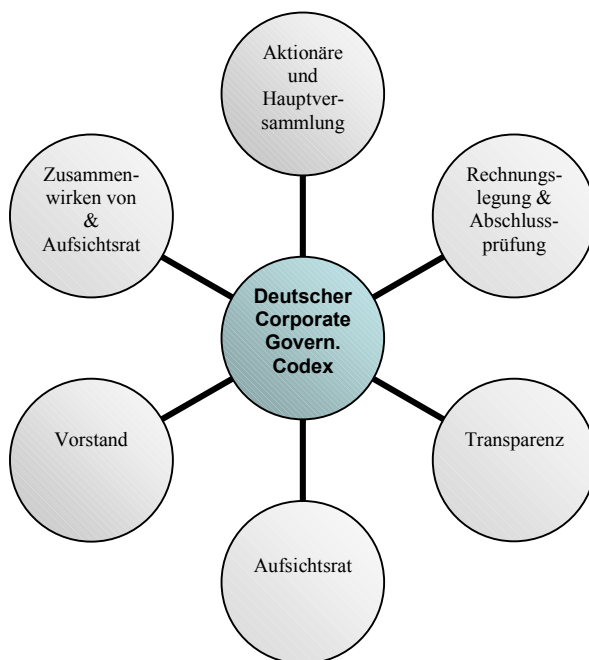 Aktionäre
und
Hauptver-
sammlung
Zusammen-
wirken von
&
Aufsichtsrat
Rechnungs-
legung &
Abschluss-
prüfung
Deutscher
Corporate
Govern.
Codex
Vorstand
Transparenz
Aufsichtsrat